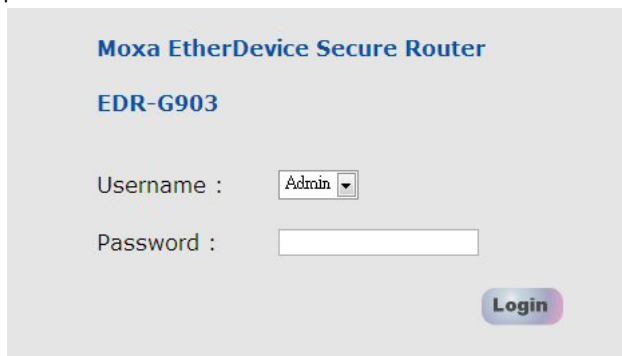 Moxa EtherDevice Secure Router
EDR-G903
Username : Admin
Password :
Login